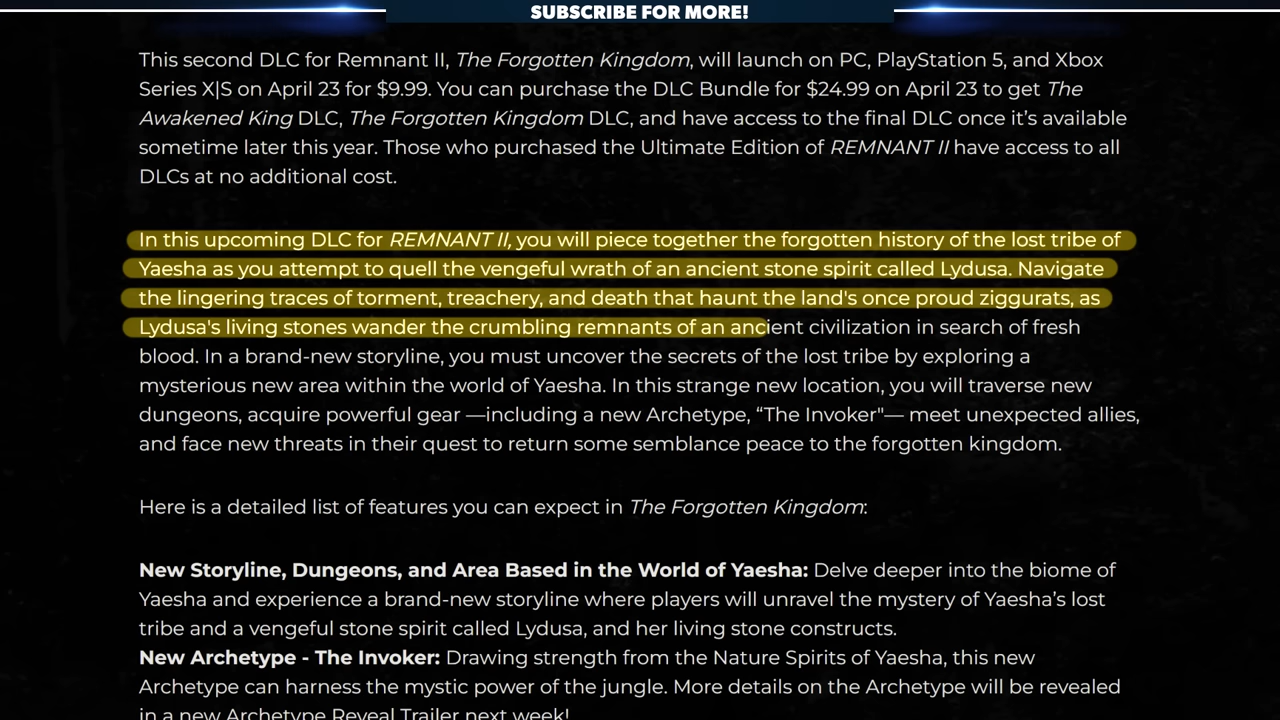 SUBSCRIBE FOR MORE!
This second DLC for Remnant II, The Forgotten Kingdom, will launch on PC, PlayStation 5, and Xbox
Series X|S on April 23 for $9.99. You can purchase the DLC Bundle for $24.99 on April 23 to get The
Awakened King DLC, The Forgotten Kingdom DLC, and have access to the final DLC once it’s available
sometime later this year. Those who purchased the Ultimate Edition of REMNANT II have access to all
DLCs at no additional cost.
In this upcoming DLC for REMNANT II, you will piece together the forgotten history of the lost tribe of
Yaesha as you attempt to quell the vengeful wrath of an ancient stone spirit called Lydusa. Navigate
the lingering traces of torment, treachery, and death that haunt the land's once proud ziggurats, as
Lydusa's living stones wander the crumbling remnants of an ancient civilization in search of fresh
blood. In a brand-new storyline, you must uncover the secrets of the lost tribe by exploring a
mysterious new area within the world of Yaesha. In this strange new location, you will traverse new
dungeons, acquire powerful gear —including a new Archetype, “The Invoker"— meet unexpected allies,
and face new threats in their quest to return some semblance peace to the forgotten kingdom.
Here is a detailed list of features you can expect in The Forgotten Kingdom:
New Storyline, Dungeons, and Area Based in the World of Yaesha: Delve deeper into the biome of
Yaesha and experience a brand-new storyline where players will unravel the mystery of Yaesha’s lost
tribe and a vengeful stone spirit called Lydusa, and her living stone constructs.
New Archetype - The Invoker: Drawing strength from the Nature Spirits of Yaesha, this new
Archetype can harness the mystic power of the jungle. More details on the Archetype will be revealed
in a new Archetype Reveal Trailer next week!